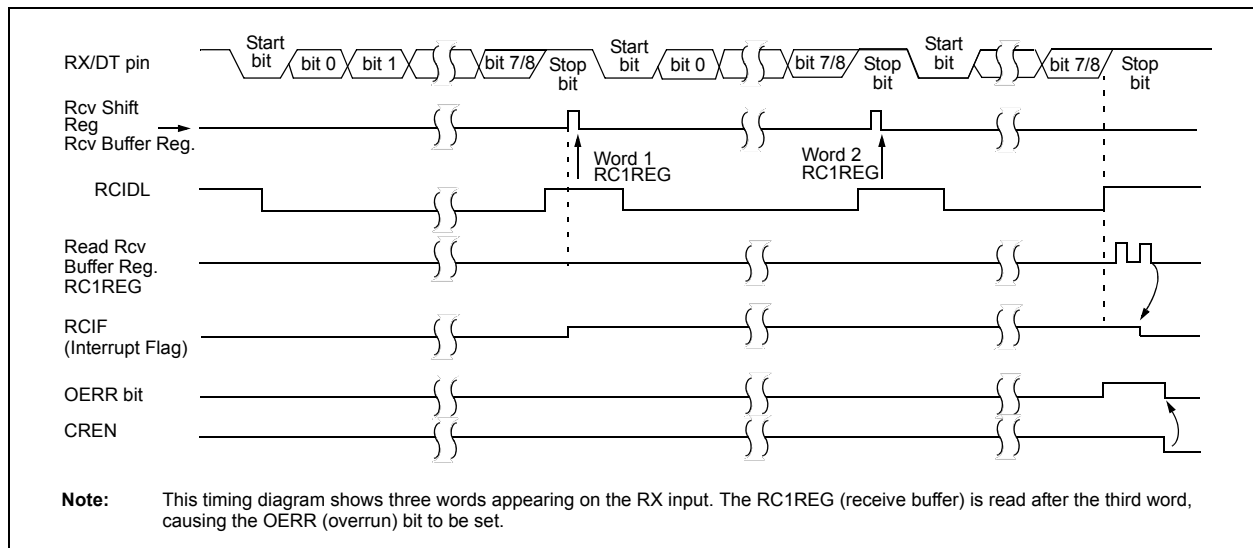 RX/DT pin
Start
bit
bit 0
bit 1
bit 7/8
Stop
bit
Start
bit
bit 0
bit 7/8
Stop
bit
Start
bit
bit 7/8
Stop
bit
Rcv Shift
Reg
Rcv Buffer Reg.
Word 1
RC1REG
Word 2
RC1REG
RCIDL
Read Rcv
Buffer Reg.
RC1REG
RCIF
(Interrupt Flag)
OERR bit
CREN
Note: This timing diagram shows three words appearing on the RX input. The RC1REG (receive buffer) is read after the third word,
causing the OERR (overrun) bit to be set.